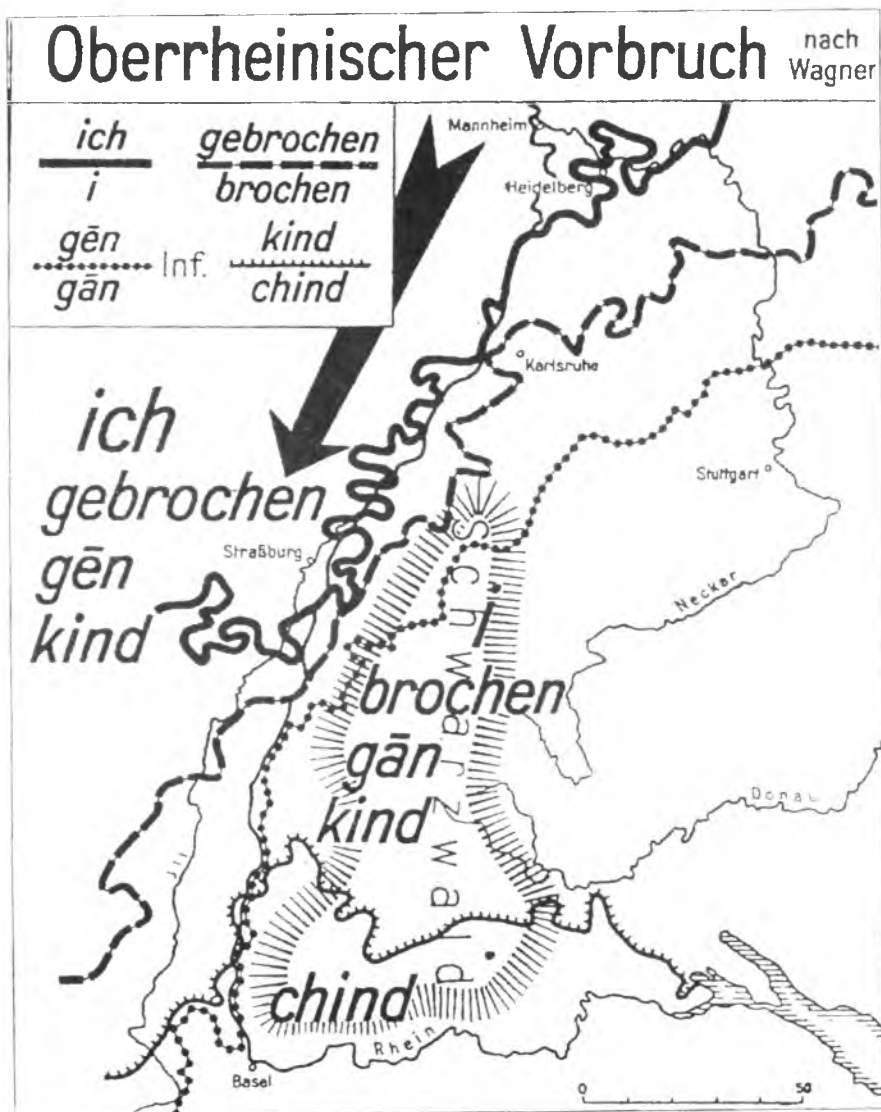 Oberrheinischer Vorbruch nach Wagner
ich gebrochen
i brochen
gēn Inf. kind
gān chind
Mannheim
Heidelberg
Karlsruhe
Stuttgart
ich
gebrochen
Straßburg
gēn
kind
Neckar
Schwarzwald
i
brochen
gān
kind
Donau
chind
Rhein
Basel
0 50